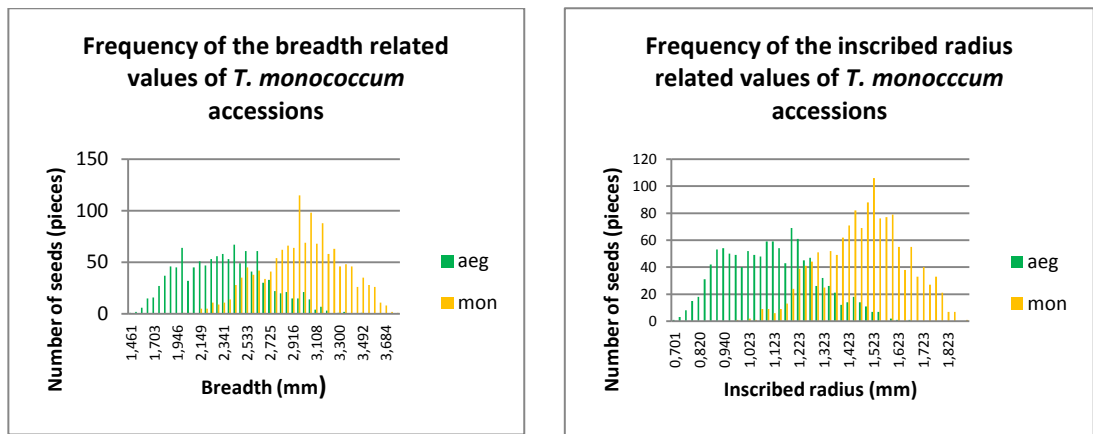 Frequency of the breadth related
values of T. monococcum
accessions
Number of seeds (pieces)
150
100
50
0
1,461
1,703
1,946
2,149
2,341
2,533
2,725
2,916
3,108
3,300
3,492
3,684
Breadth (mm)
aeg
mon
Frequency of the inscribed radius
related values of T. monocccum
accessions
Number of seeds (pieces)
120
100
80
60
40
20
0
0,701
0,820
0,940
1,023
1,123
1,223
1,323
1,423
1,523
1,623
1,723
1,823
Inscribed radius (mm)
aeg
mon